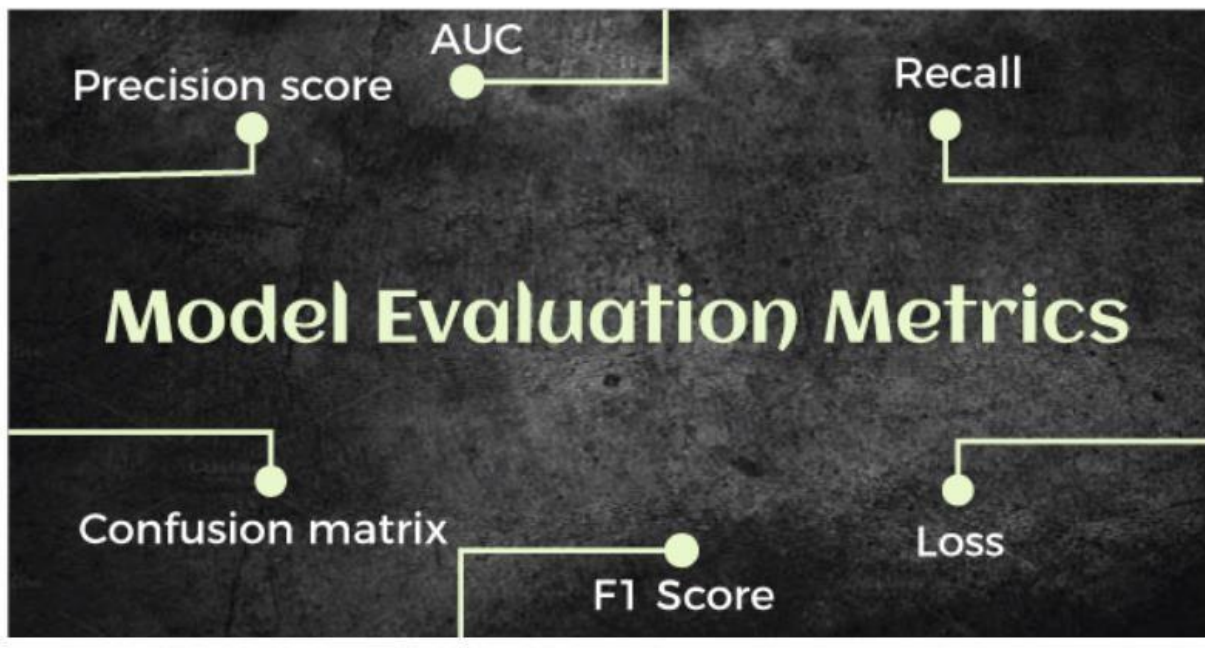 AUC
Precision score
Recall
Model Evaluation Metrics
Confusion matrix
Loss
F1 Score